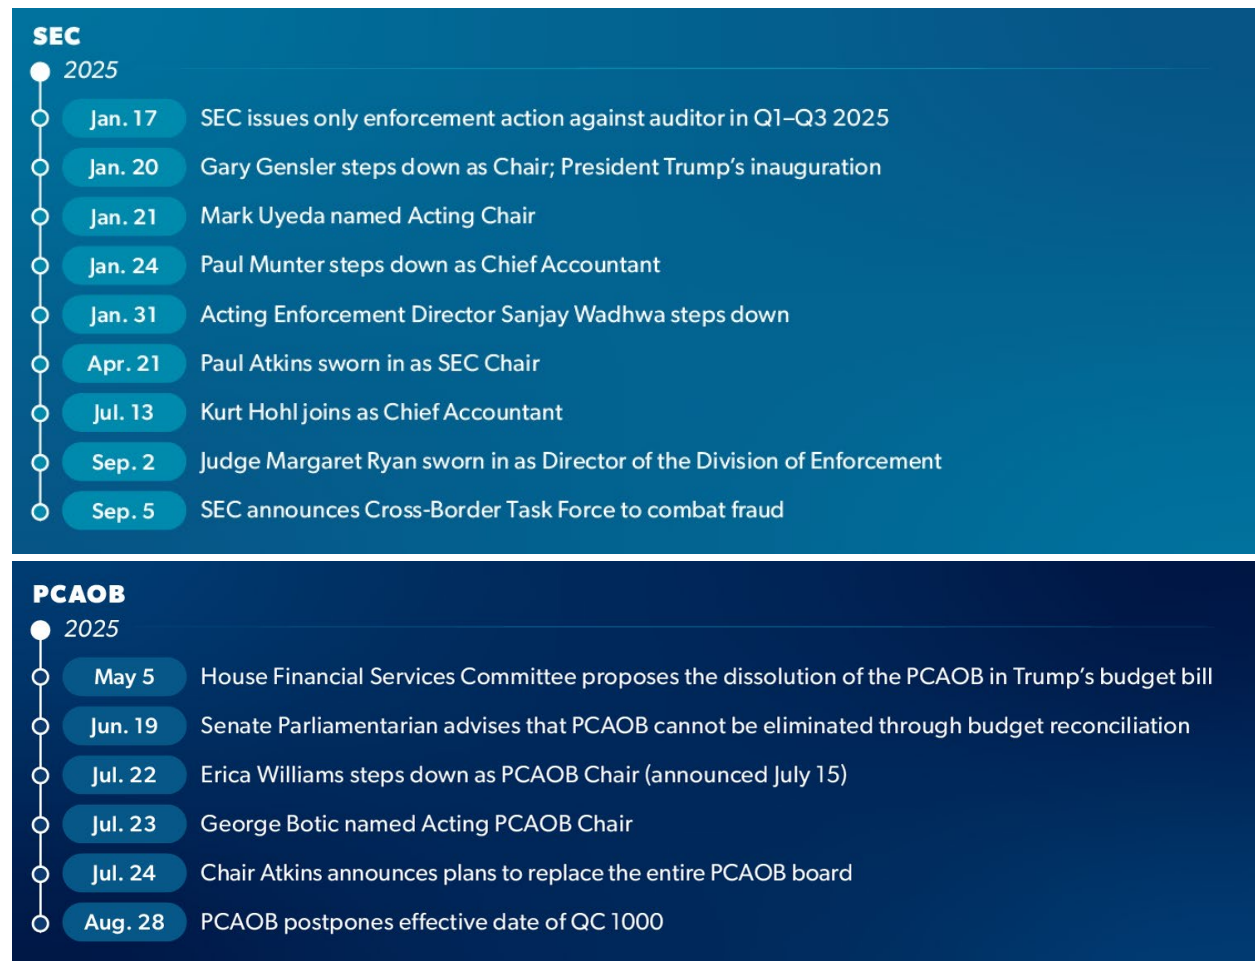 SEC
2025
Jan. 17 SEC issues only enforcement action against auditor in Q1–Q3 2025
Jan. 20 Gary Gensler steps down as Chair; President Trump’s inauguration
Jan. 21 Mark Uyeda named Acting Chair
Jan. 24 Paul Munter steps down as Chief Accountant
Jan. 31 Acting Enforcement Director Sanjay Wadhwa steps down
Apr. 21 Paul Atkins sworn in as SEC Chair
Jul. 13 Kurt Hohl joins as Chief Accountant
Sep. 2 Judge Margaret Ryan sworn in as Director of the Division of Enforcement
Sep. 5 SEC announces Cross-Border Task Force to combat fraud
PCAOB
2025
May 5 House Financial Services Committee proposes the dissolution of the PCAOB in Trump’s budget bill
Jun. 19 Senate Parliamentarian advises that PCAOB cannot be eliminated through budget reconciliation
Jul. 22 Erica Williams steps down as PCAOB Chair (announced July 15)
Jul. 23 George Botic named Acting PCAOB Chair
Jul. 24 Chair Atkins announces plans to replace the entire PCAOB board
Aug. 28 PCAOB postpones effective date of QC 1000